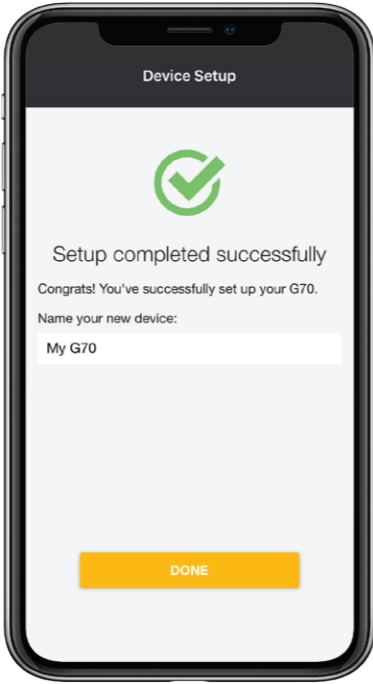 Device Setup
Setup completed successfully
Congrats! You've successfully set up your G70.
Name your new device:
My G70
DONE